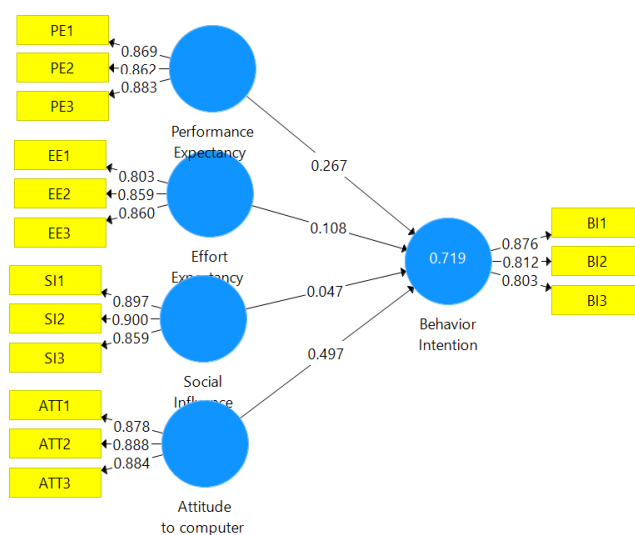 PE1
0.869
PE2
0.862
PE3
0.883
Performance
Expectancy
0.267
EE1
0.803
EE2
0.859
EE3
0.860
Effort
Expectancy
0.108
SI1
0.897
SI2
0.900
SI3
0.859
Social
Influence
0.047
ATT1
0.878
ATT2
0.888
ATT3
0.884
Attitude
to computer
0.497
0.719
Behavior
Intention
0.876
BI1
0.812
BI2
0.803
BI3